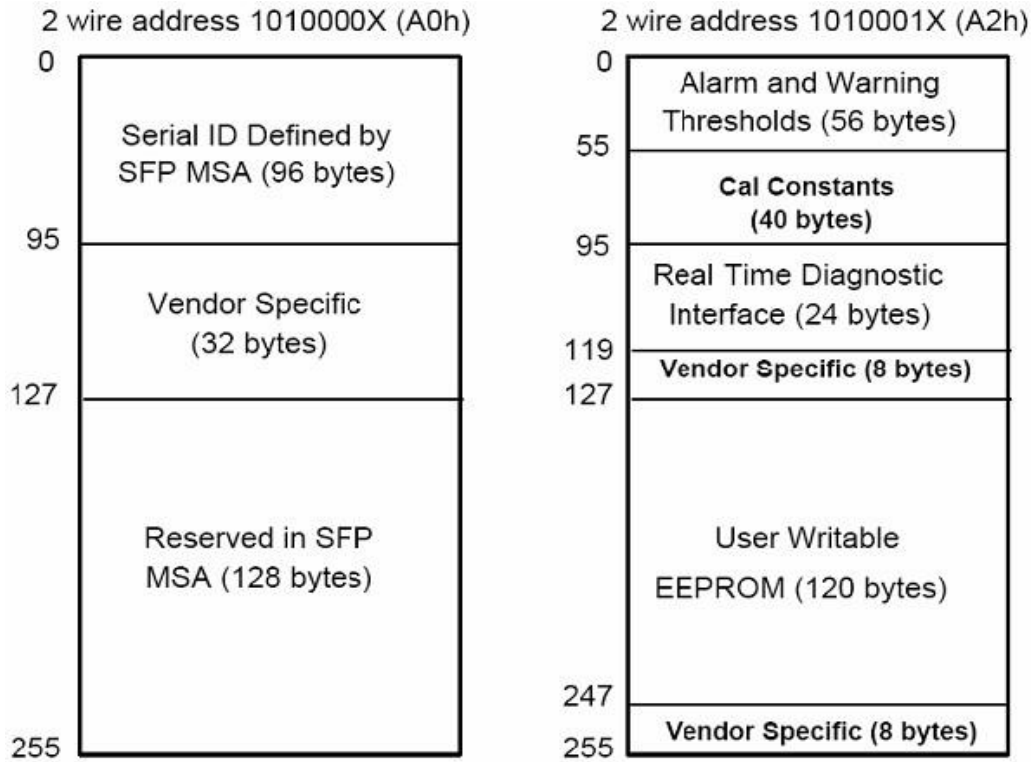 2 wire address 1010000X (A0h)
0
Serial ID Defined by
SFP MSA (96 bytes)
95
Vendor Specific
(32 bytes)
127
Reserved in SFP
MSA (128 bytes)
255
2 wire address 1010001X (A2h)
0
Alarm and Warning
Thresholds (56 bytes)
55
Cal Constants
(40 bytes)
95
Real Time Diagnostic
Interface (24 bytes)
119
Vendor Specific (8 bytes)
127
User Writable
EEPROM (120 bytes)
247
Vendor Specific (8 bytes)
255